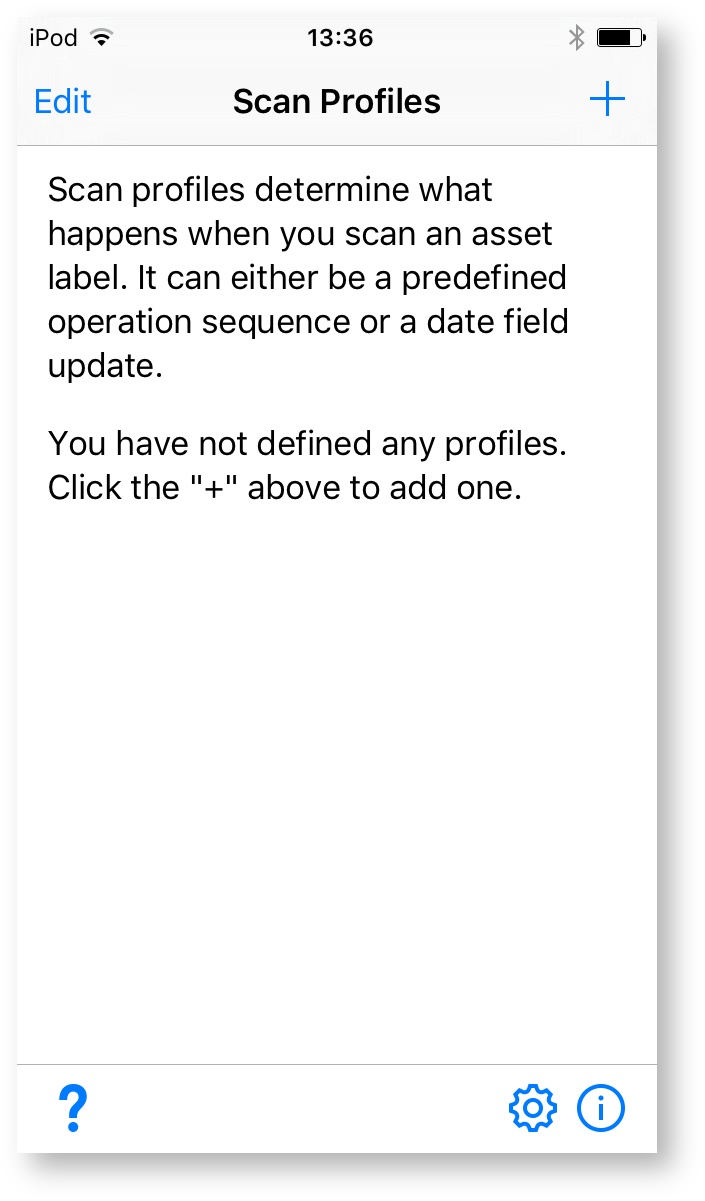 iPod 13:36
Edit Scan Profiles +
Scan profiles determine what
happens when you scan an asset
label. It can either be a predefined
operation sequence or a date field
update.
You have not defined any profiles.
Click the "+" above to add one.
? i